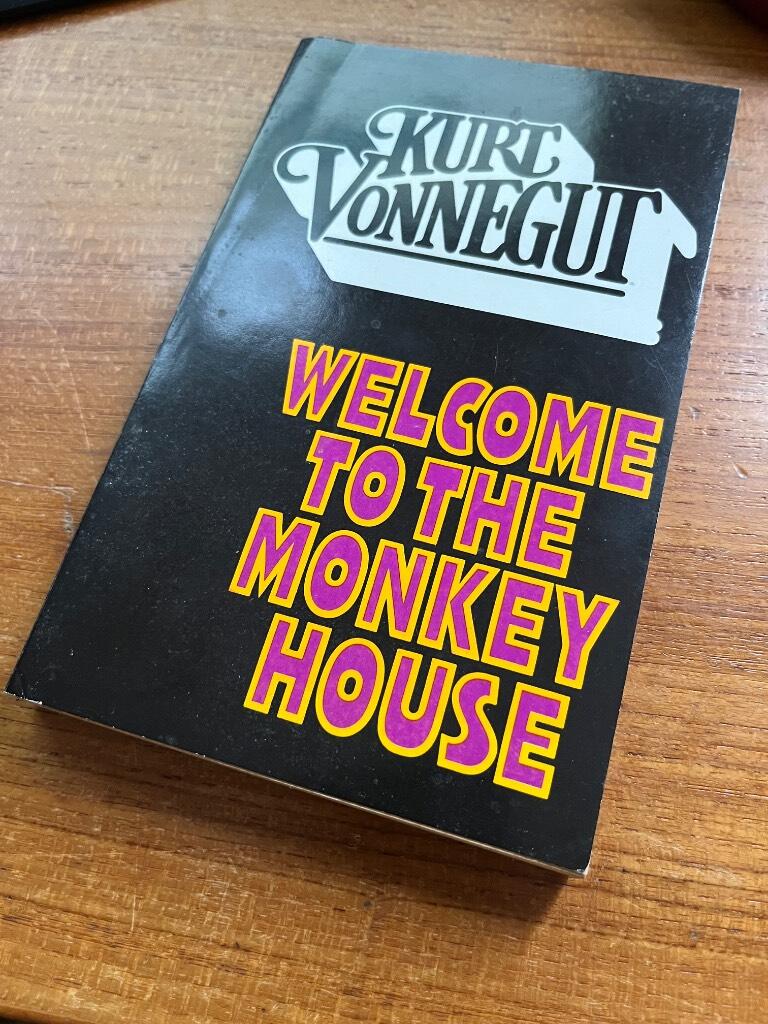 KURT
VONNEGUT
WELCOME
TO THE
MONKEY
HOUSE